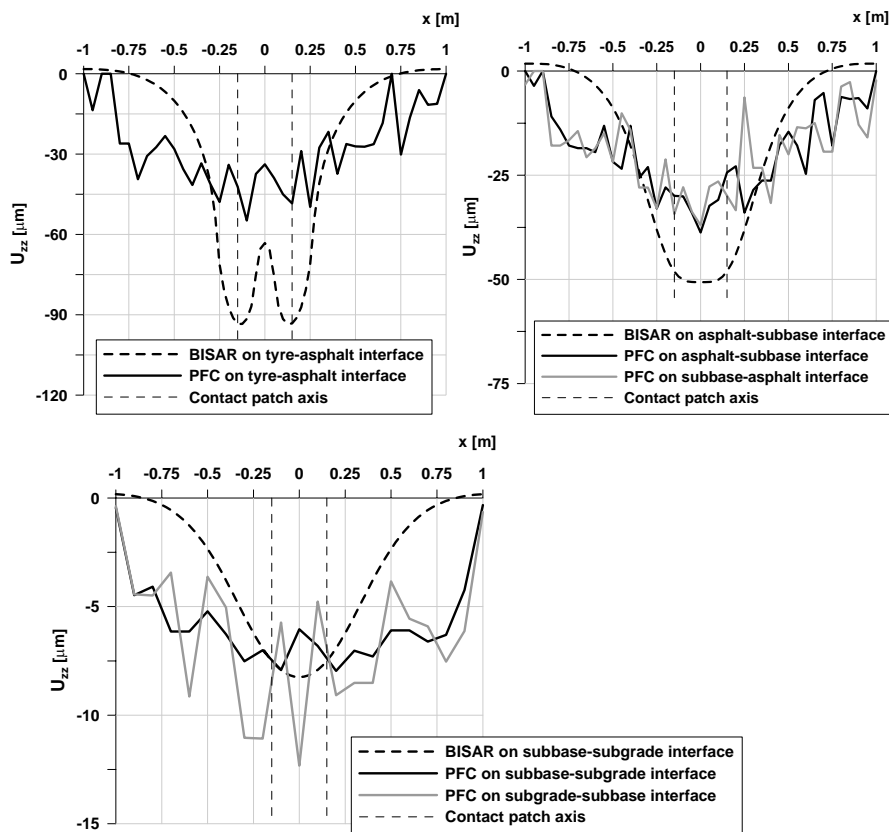 x [m]
-1 -0.75 -0.5 -0.25 0 0.25 0.5 0.75 1
0
-30
-60
-90
-120
Uzz [µm]
BISAR on tyre-asphalt interface
PFC on tyre-asphalt interface
Contact patch axis
x [m]
-1 -0.75 -0.5 -0.25 0 0.25 0.5 0.75 1
0
-25
-50
-75
Uzz [µm]
BISAR on asphalt-subbase interface
PFC on asphalt-subbase interface
PFC on subbase-asphalt interface
Contact patch axis
x [m]
-1 -0.75 -0.5 -0.25 0 0.25 0.5 0.75 1
0
-5
-10
-15
Uzz [µm]
BISAR on subbase-subgrade interface
PFC on subbase-subgrade interface
PFC on subgrade-subbase interface
Contact patch axis